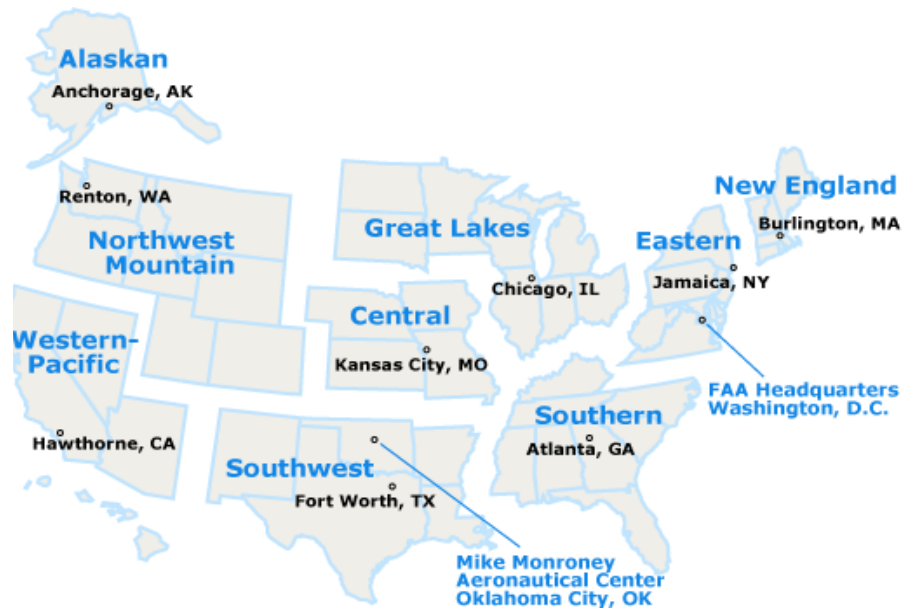 Alaskan
Anchorage, AK
Renton, WA
Northwest
Mountain
Great Lakes
New England
Burlington, MA
Eastern
Jamaica, NY
Chicago, IL
Central
Kansas City, MO
Western-
Pacific
Hawthorne, CA
FAA Headquarters
Washington, D.C.
Southern
Atlanta, GA
Southwest
Fort Worth, TX
Mike Monroney
Aeronautical Center
Oklahoma City, OK